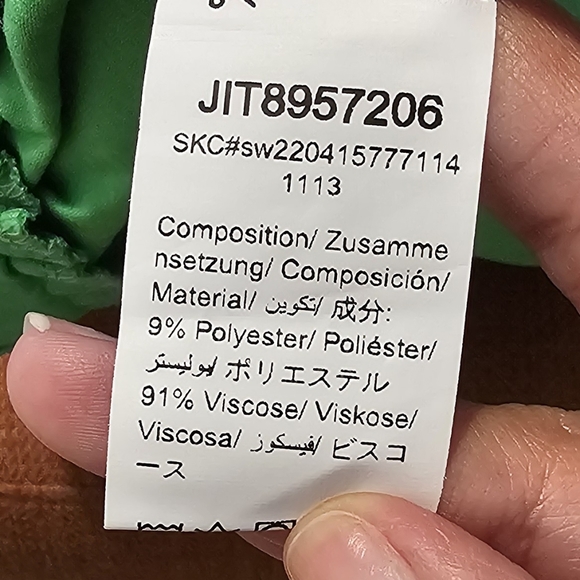 JIT8957206
SKC#sw220415777114
1113
Composition/ Zusamme
nsetzung/ Composición/
Material/ تكوين/ 成分:
9% Polyester/ Poliéster/
بوليستر/ ポリエステル
91% Viscose/ Viskose/
Viscosa/ فيسكوز/ ビスコ
ース